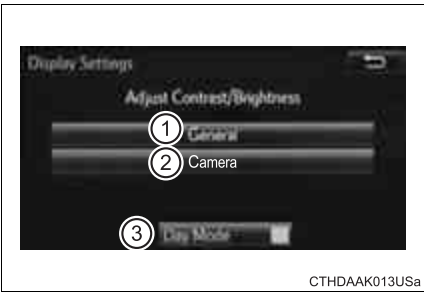 Display Settings
Adjust Contrast/Brightness
1 General
2 Camera
3 Day Mode
CTHDAAK013USa